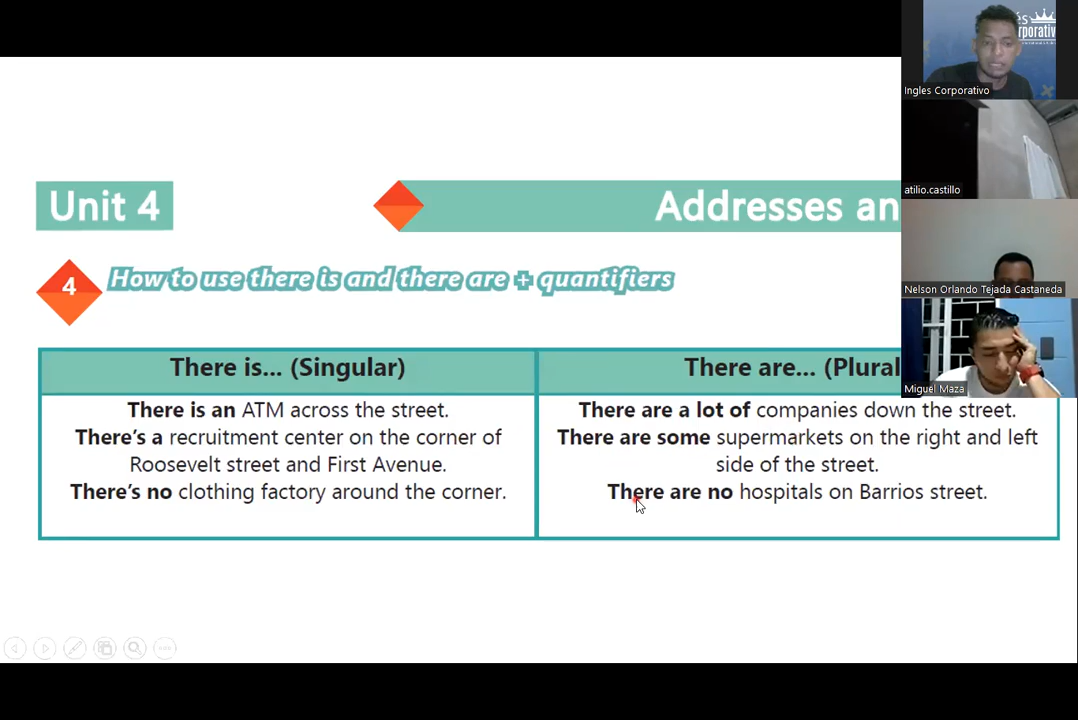 Unit 4
Addresses an
4
How to use there is and there are + quantifiers
There is... (Singular)
There is an ATM across the street.
There's a recruitment center on the corner of
Roosevelt street and First Avenue.
There's no clothing factory around the corner.
There are... (Plural
There are a lot of companies down the street.
There are some supermarkets on the right and left
side of the street.
There are no hospitals on Barrios street.
Ingles Corporativo
atilio.castillo
Nelson Orlando Tejada Castaneda
Miguel Maza